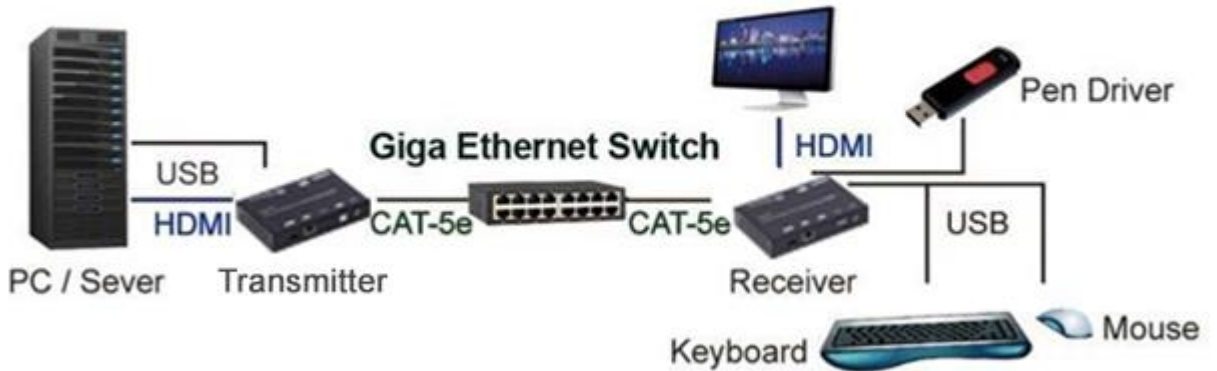 Pen Driver
Giga Ethernet Switch
HDMI
USB
HDMI
CAT-5e
CAT-5e
USB
PC / Sever
Transmitter
Receiver
Keyboard
Mouse